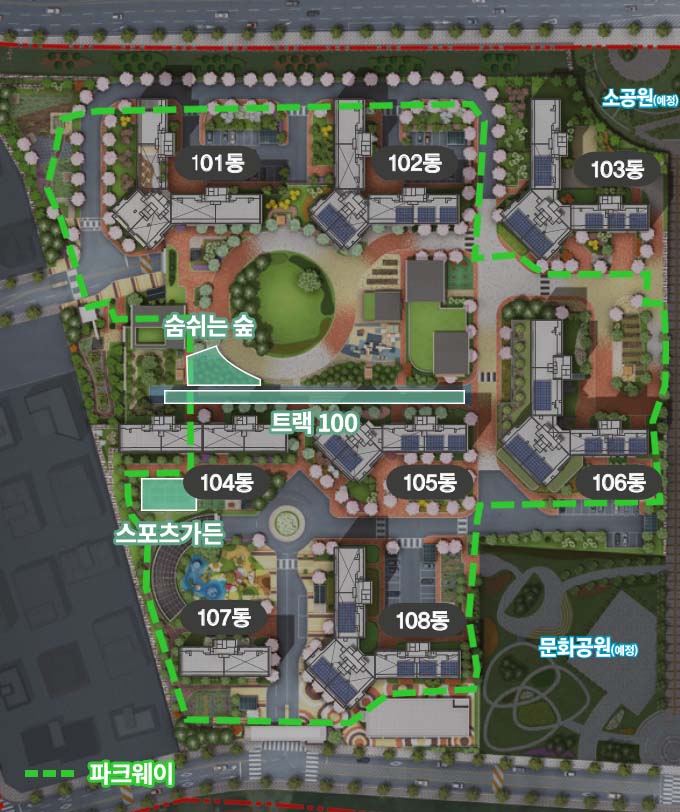 소공원(예정)
101동
102동
103동
숨쉬는 숲
트랙 100
104동
105동
106동
스포츠가든
107동
108동
문화공원(예정)
파크웨이